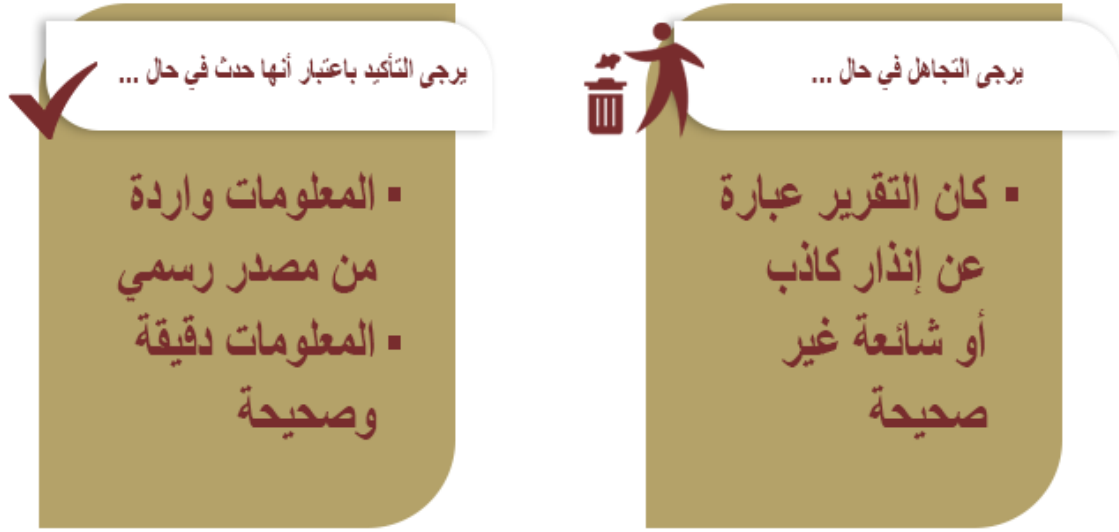 يرجى التجاهل في حال ...
▪ كان التقرير عبارة
عن إنذار كاذب
أو شائعة غير
صحيحة
يرجى التأكيد باعتبار أنها حدث في حال ...
▪ المعلومات واردة
من مصدر رسمي
▪ المعلومات دقيقة
وصحيحة